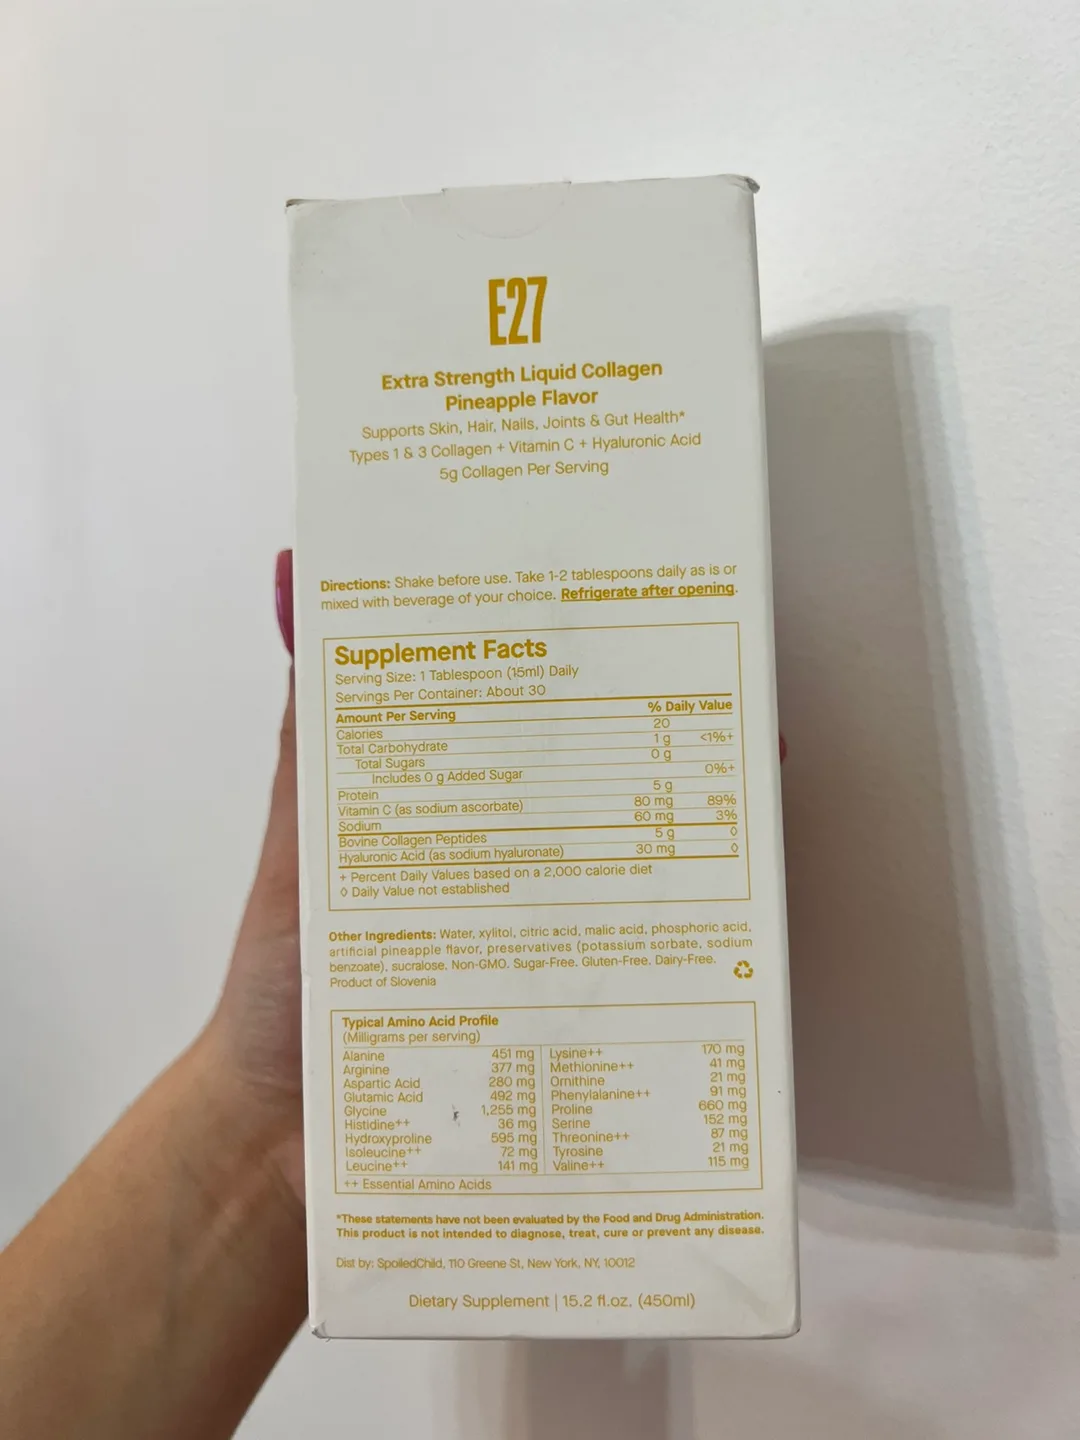 E27
Extra Strength Liquid Collagen
Pineapple Flavor
Supports Skin, Hair, Nails, Joints & Gut Health*
Types 1 & 3 Collagen + Vitamin C + Hyaluronic Acid
5g Collagen Per Serving
Directions: Shake before use. Take 1-2 tablespoons daily as is or
mixed with beverage of your choice. Refrigerate after opening.
Supplement Facts
Serving Size: 1 Tablespoon (15ml) Daily
Servings Per Container: About 30
Amount Per Serving % Daily Value
Calories 20
Total Carbohydrate 1 g <1%+
Total Sugars 0 g
Includes 0 g Added Sugar 0%+
Protein 5 g
Vitamin C (as sodium ascorbate) 80 mg 89%
Sodium 60 mg 3%
Bovine Collagen Peptides 5 g ◊
Hyaluronic Acid (as sodium hyaluronate) 30 mg ◊
+ Percent Daily Values based on a 2,000 calorie diet
◊ Daily Value not established
Other Ingredients: Water, xylitol, citric acid, malic acid, phosphoric acid,
artificial pineapple flavor, preservatives (potassium sorbate, sodium
benzoate), sucralose. Non-GMO. Sugar-Free. Gluten-Free. Dairy-Free.
Product of Slovenia
Typical Amino Acid Profile
(Milligrams per serving)
Alanine 451 mg Lysine++ 170 mg
Arginine 377 mg Methionine++ 41 mg
Aspartic Acid 280 mg Ornithine 21 mg
Glutamic Acid 492 mg Phenylalanine++ 91 mg
Glycine 1,255 mg Proline 660 mg
Histidine++ 36 mg Serine 152 mg
Hydroxyproline 595 mg Threonine++ 87 mg
Isoleucine++ 72 mg Tyrosine 21 mg
Leucine++ 141 mg Valine++ 115 mg
++ Essential Amino Acids
*These statements have not been evaluated by the Food and Drug Administration.
This product is not intended to diagnose, treat, cure or prevent any disease.
Dist by: SpoiledChild, 110 Greene St, New York, NY, 10012
Dietary Supplement | 15.2 fl.oz. (450ml)